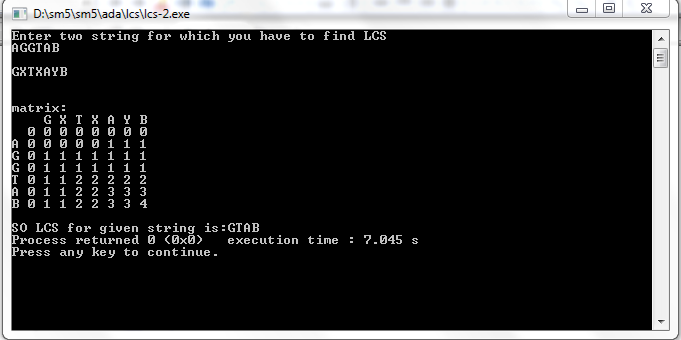 D:\sm5\sm5\ada\lcs\lcs-2.exe
Enter two string for which you have to find LCS
AGGTAB
GXTXAYB
matrix:
G X T X A Y B
0 0 0 0 0 0 0 0
A 0 0 0 0 0 1 1 1
G 0 1 1 1 1 1 1 1
G 0 1 1 1 1 1 1 1
T 0 1 1 2 2 2 2 2
A 0 1 1 2 2 3 3 3
B 0 1 1 2 2 3 3 4
SO LCS for given string is:GTAB
Process returned 0 (0x0)   execution time : 7.045 s
Press any key to continue.